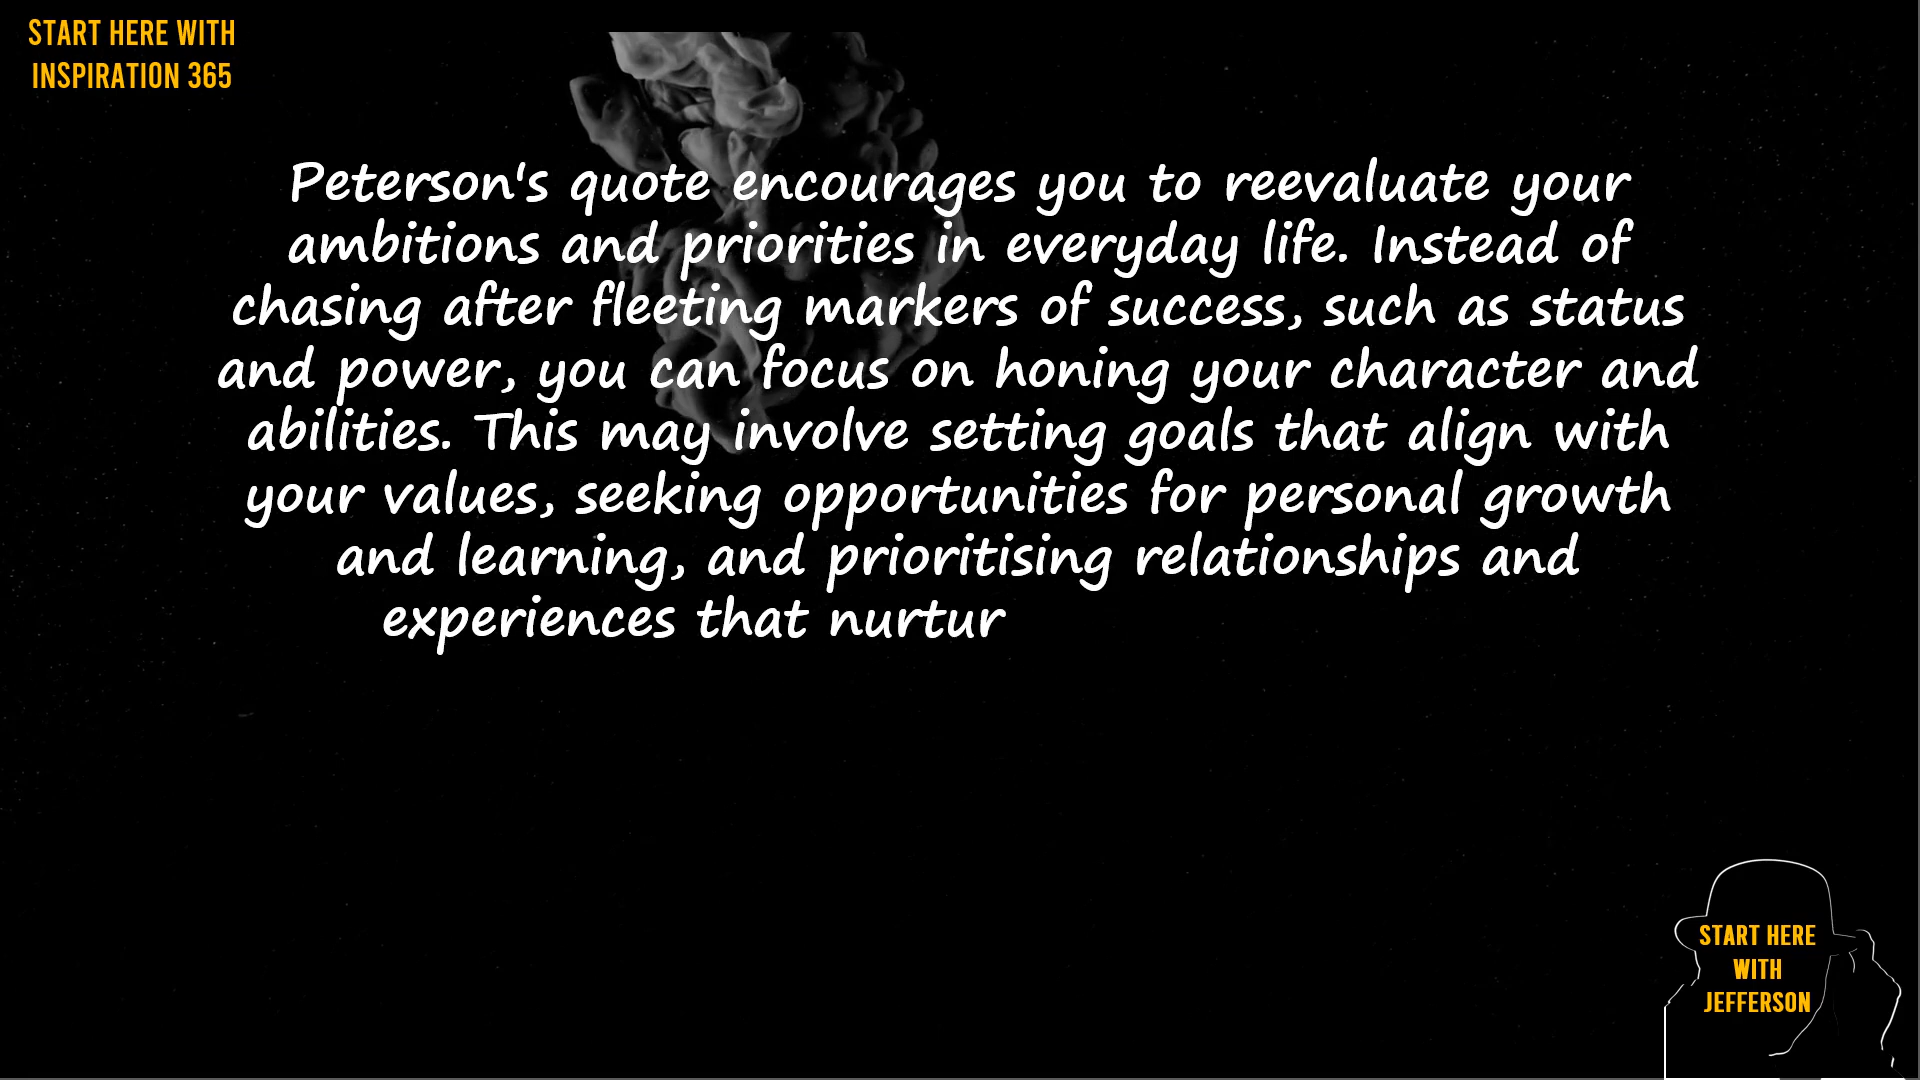 START HERE WITH
INSPIRATION 365
Peterson's quote encourages you to reevaluate your
ambitions and priorities in everyday life. Instead of
chasing after fleeting markers of success, such as status
and power, you can focus on honing your character and
abilities. This may involve setting goals that align with
your values, seeking opportunities for personal growth
and learning, and prioritising relationships and
experiences that nurtur
START HERE
WITH
JEFFERSON